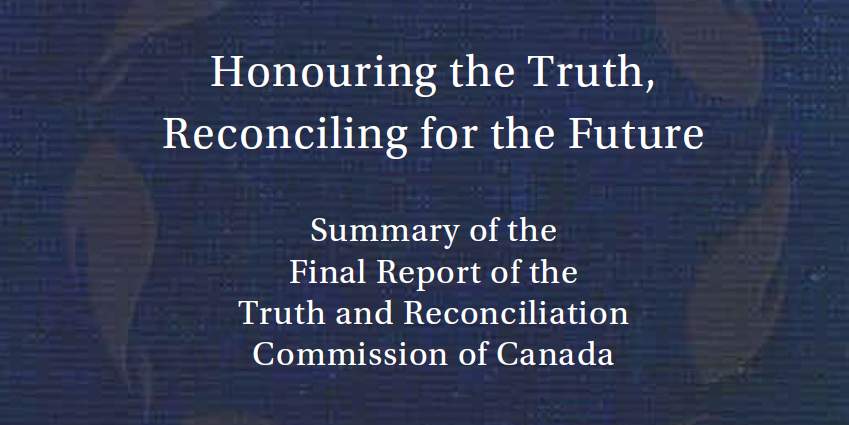 Honouring the Truth,
Reconciling for the Future
Summary of the
Final Report of the
Truth and Reconciliation
Commission of Canada